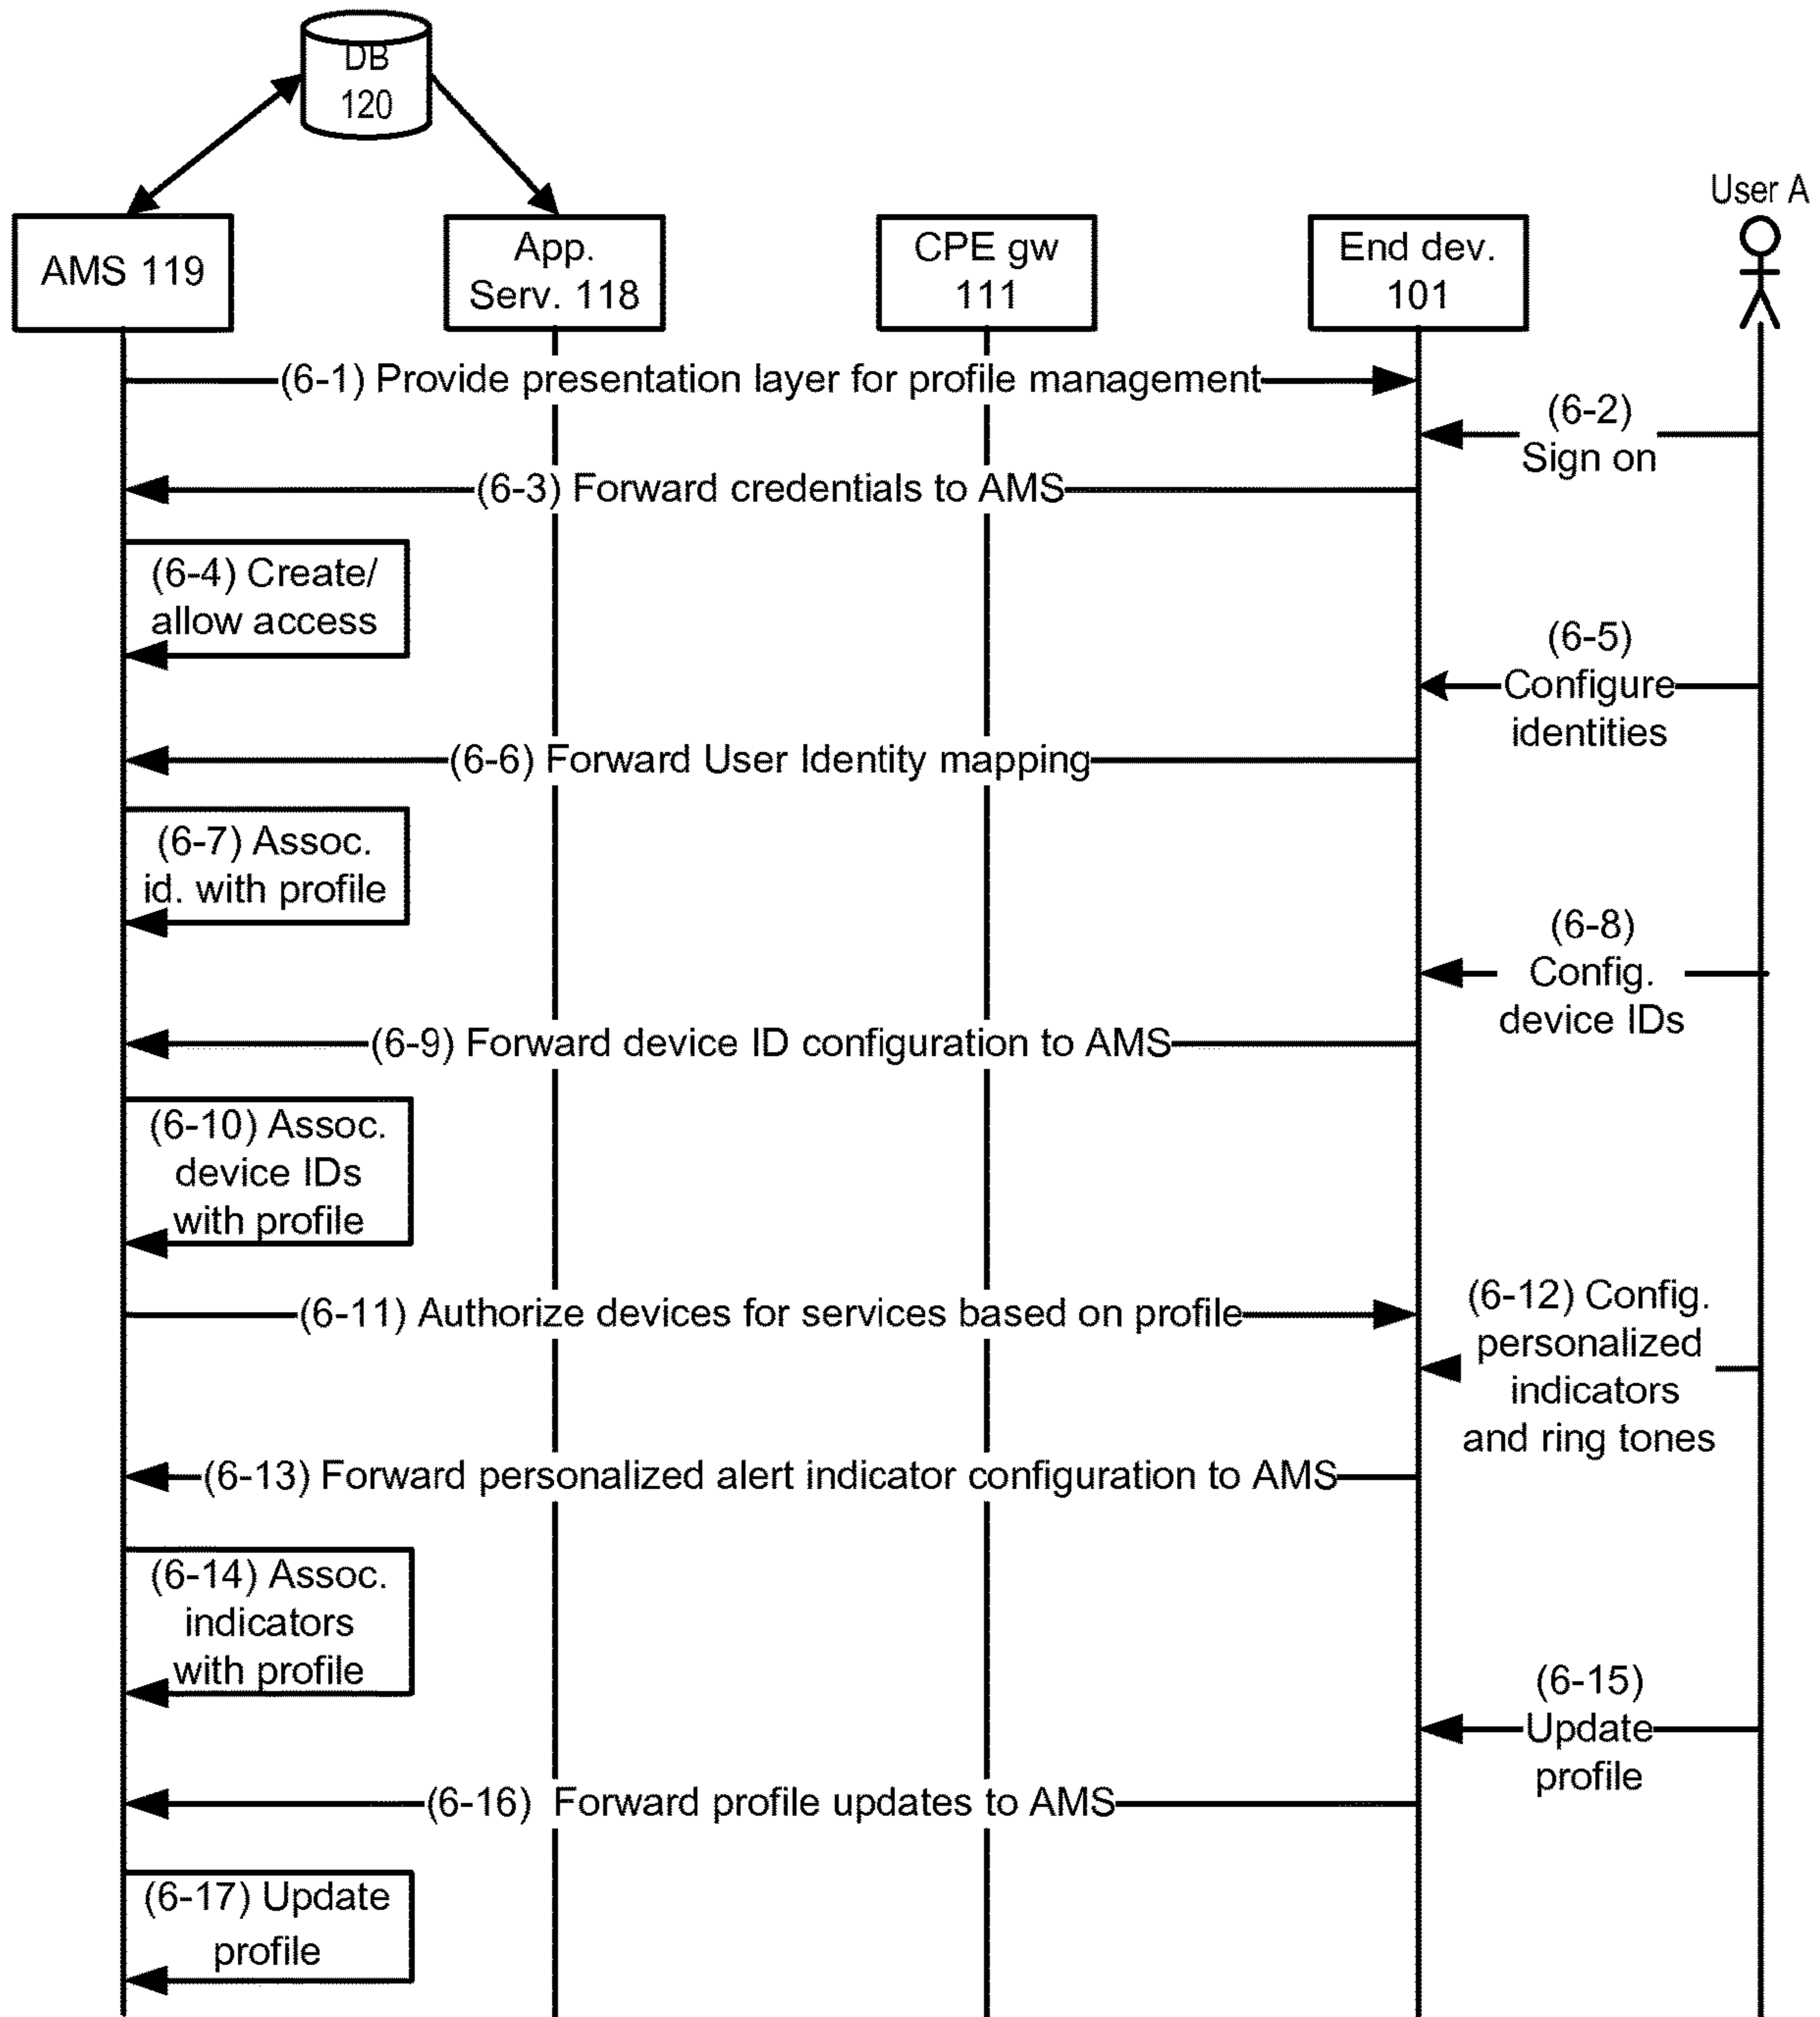 DB
120
User A
AMS 119
App.
Serv. 118
CPE gw
111
End dev.
101
(6-1) Provide presentation layer for profile management
(6-2)
Sign on
(6-3) Forward credentials to AMS
(6-4) Create/
allow access
(6-5)
Configure
identities
(6-6) Forward User Identity mapping
(6-7) Assoc.
id. with profile
(6-8)
Config.
device IDs
(6-9) Forward device ID configuration to AMS
(6-10) Assoc.
device IDs
with profile
(6-11) Authorize devices for services based on profile
(6-12) Config.
personalized
indicators
and ring tones
(6-13) Forward personalized alert indicator configuration to AMS
(6-14) Assoc.
indicators
with profile
(6-15)
Update
profile
(6-16) Forward profile updates to AMS
(6-17) Update
profile